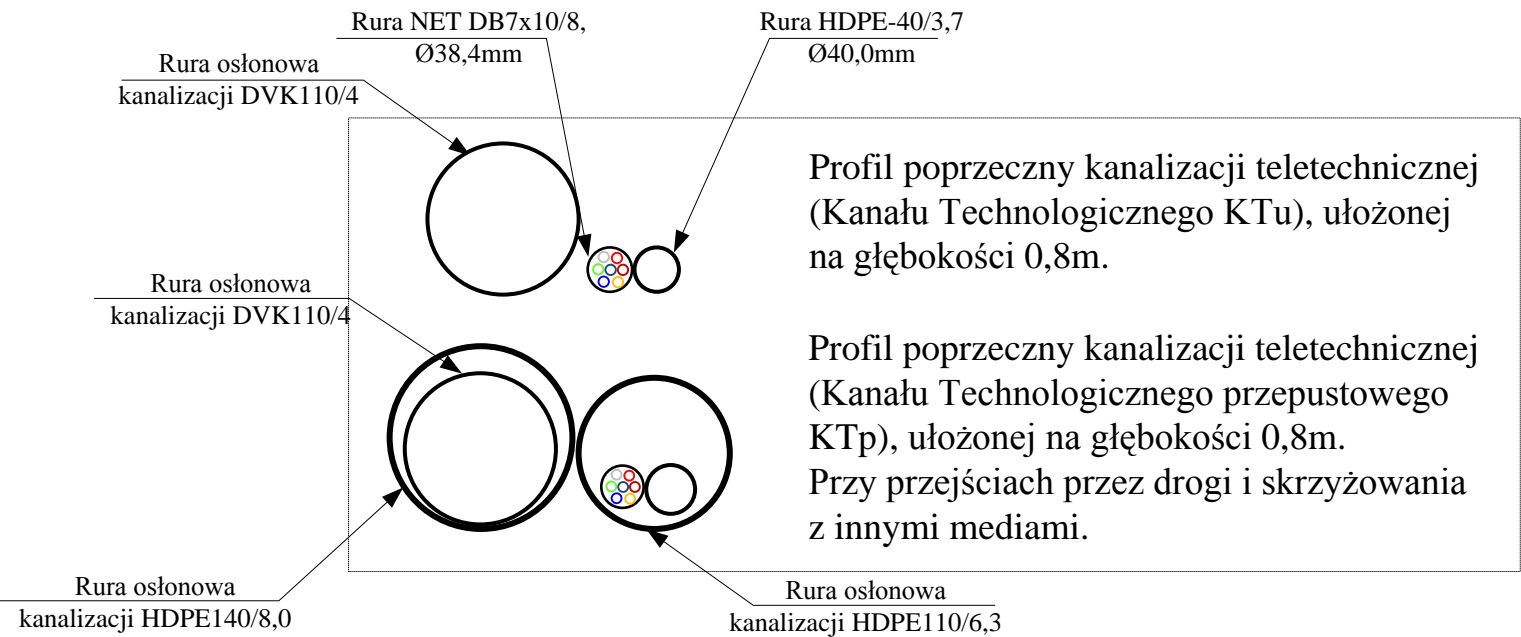 Rura NET DB7x10/8,
Ø38,4mm
Rura HDPE-40/3,7
Ø40,0mm
Rura osłonowa
kanalizacji DVK110/4
Profil poprzeczny kanalizacji teletechnicznej
(Kanału Technologicznego KTu), ułożonej
na głębokości 0,8m.
Rura osłonowa
kanalizacji DVK110/4
Profil poprzeczny kanalizacji teletechnicznej
(Kanału Technologicznego przepustowego
KTp), ułożonej na głębokości 0,8m.
Przy przejściach przez drogi i skrzyżowania
z innymi mediami.
Rura osłonowa
kanalizacji HDPE140/8,0
Rura osłonowa
kanalizacji HDPE110/6,3